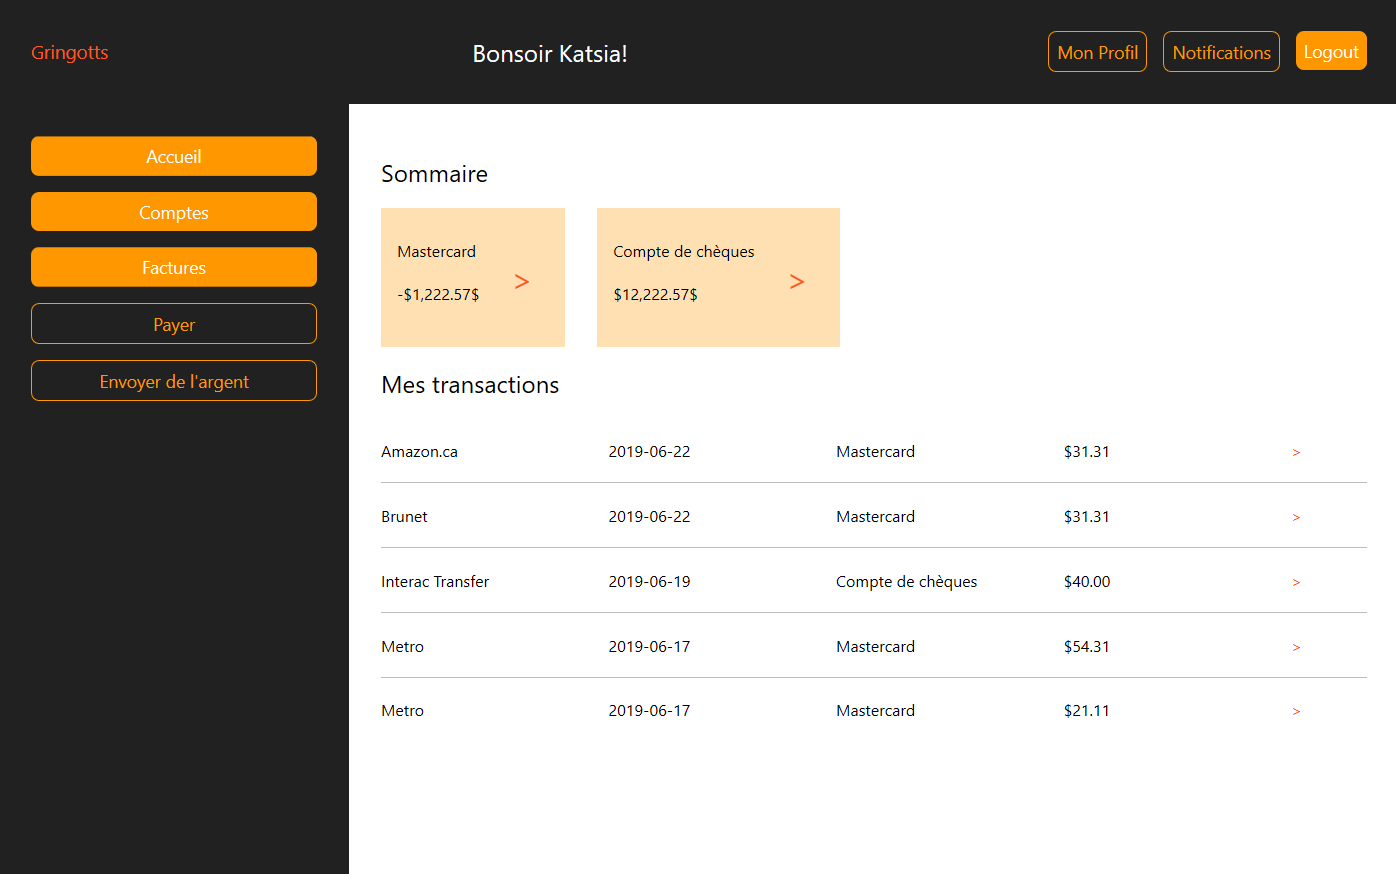 Gringotts
Bonsoir Katsia!
Mon Profil
Notifications
Logout
Accueil
Comptes
Factures
Payer
Envoyer de l'argent
Sommaire
Mastercard
-$1,222.57$
>
Compte de chèques
$12,222.57$
>
Mes transactions
Amazon.ca 2019-06-22 Mastercard $31.31 >
Brunet 2019-06-22 Mastercard $31.31 >
Interac Transfer 2019-06-19 Compte de chèques $40.00 >
Metro 2019-06-17 Mastercard $54.31 >
Metro 2019-06-17 Mastercard $21.11 >